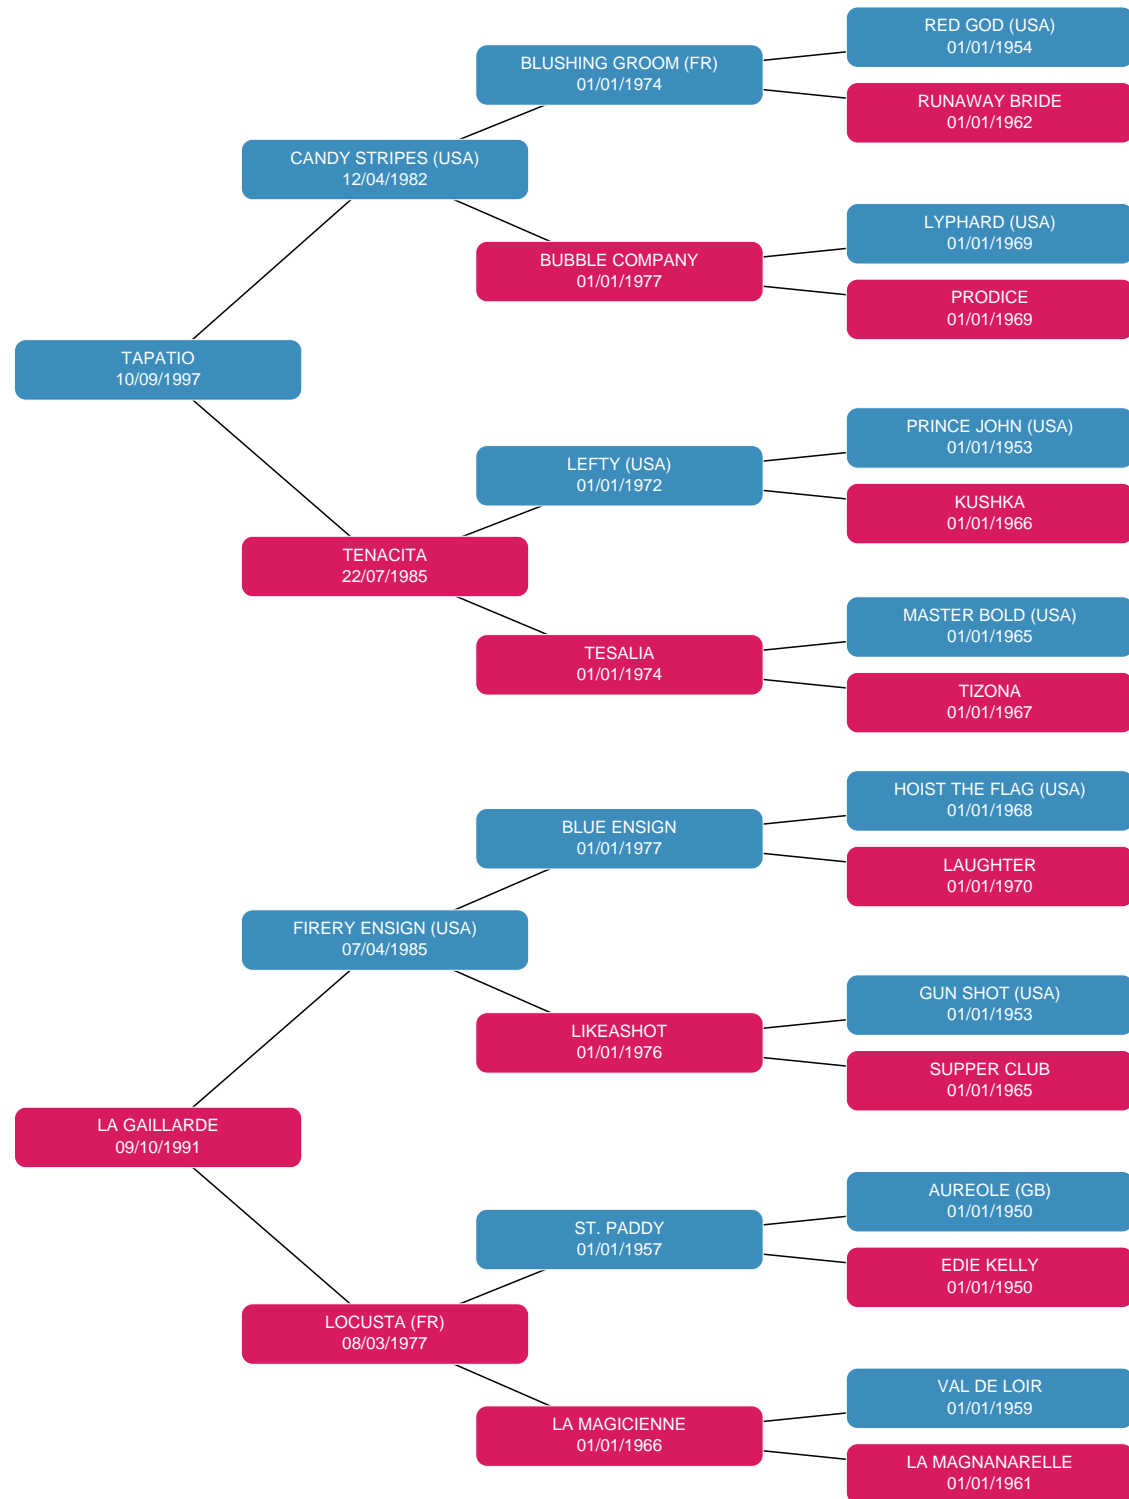 RED GOD (USA)
01/01/1954
BLUSHING GROOM (FR)
01/01/1974
RUNAWAY BRIDE
01/01/1962
CANDY STRIPES (USA)
12/04/1982
LYPHARD (USA)
01/01/1969
BUBBLE COMPANY
01/01/1977
PRODICE
01/01/1969
TAPATIO
10/09/1997
PRINCE JOHN (USA)
01/01/1953
LEFTY (USA)
01/01/1972
KUSHKA
01/01/1966
TENACITA
22/07/1985
MASTER BOLD (USA)
01/01/1965
TESALIA
01/01/1974
TIZONA
01/01/1967
HOIST THE FLAG (USA)
01/01/1968
BLUE ENSIGN
01/01/1977
LAUGHTER
01/01/1970
FIRERY ENSIGN (USA)
07/04/1985
GUN SHOT (USA)
01/01/1953
LIKEASHOT
01/01/1976
SUPPER CLUB
01/01/1965
LA GAILLARDE
09/10/1991
AUREOLE (GB)
01/01/1950
ST. PADDY
01/01/1957
EDIE KELLY
01/01/1950
LOCUSTA (FR)
08/03/1977
VAL DE LOIR
01/01/1959
LA MAGICIENNE
01/01/1966
LA MAGNANARELLE
01/01/1961